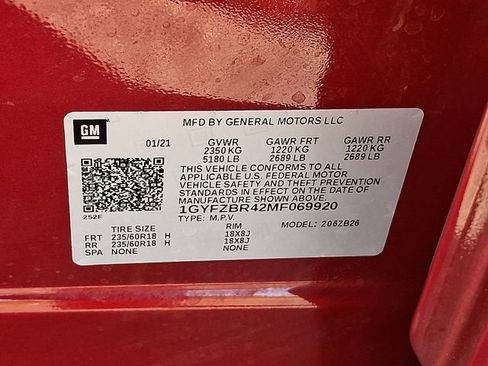 GM
MFD BY GENERAL MOTORS LLC
01/21 GVWR GAWR FRT GAWR RR
2350 KG 1220 KG 1220 KG
5180 LB 2689 LB 2689 LB
THIS VEHICLE CONFORMS TO ALL
APPLICABLE U.S. FEDERAL MOTOR
VEHICLE SAFETY AND THEFT PREVENTION
STANDARDS IN EFFECT ON THE DATE OF
MANUFACTURE SHOWN ABOVE.
1GYFZBR42MF069920
252F TYPE: M.P.V. MODEL: 206ZB26
TIRE SIZE RIM
FRT 235/60R18 H 18X8J
RR 235/60R18 H 18X8J
SPA NONE NONE